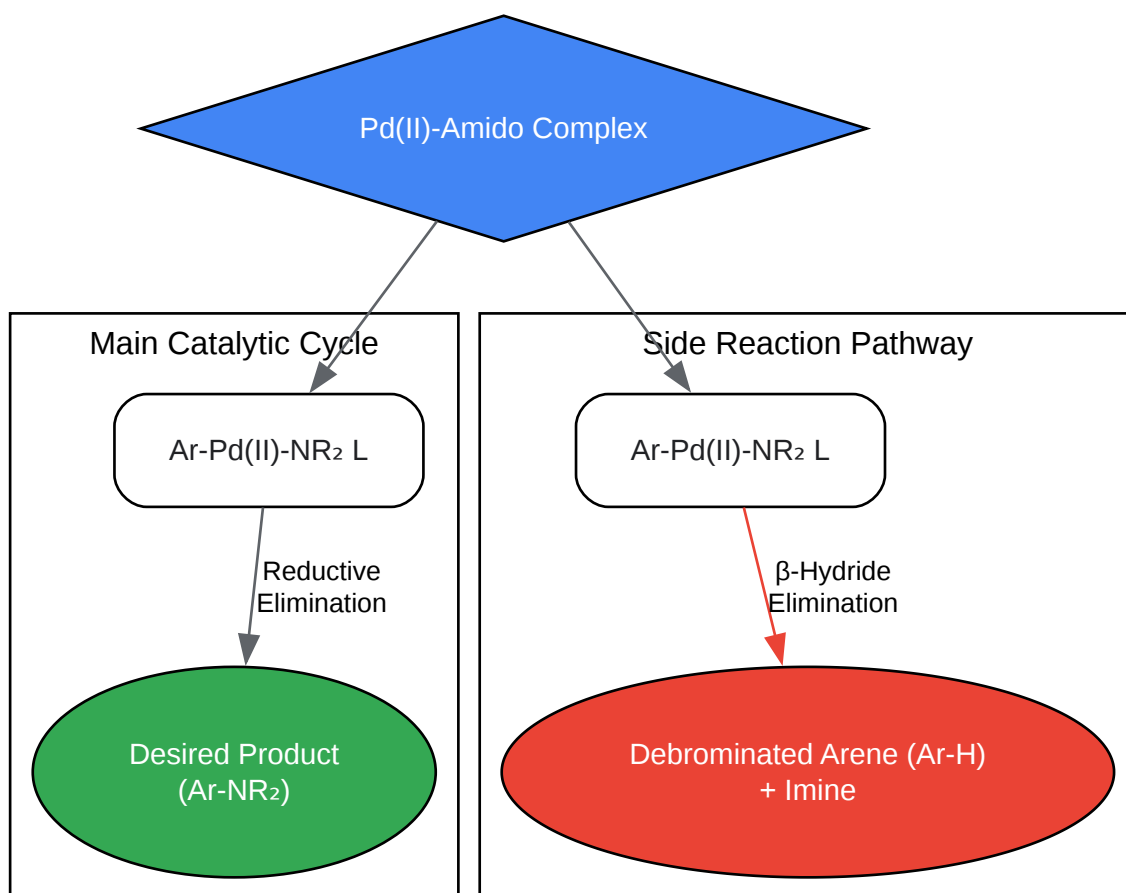 Pd(II)-Amido Complex
Main Catalytic Cycle
Ar-Pd(II)-NR₂ L
Reductive
Elimination
Desired Product
(Ar-NR₂)
Side Reaction Pathway
Ar-Pd(II)-NR₂ L
β-Hydride
Elimination
Debrominated Arene (Ar-H)
+ Imine